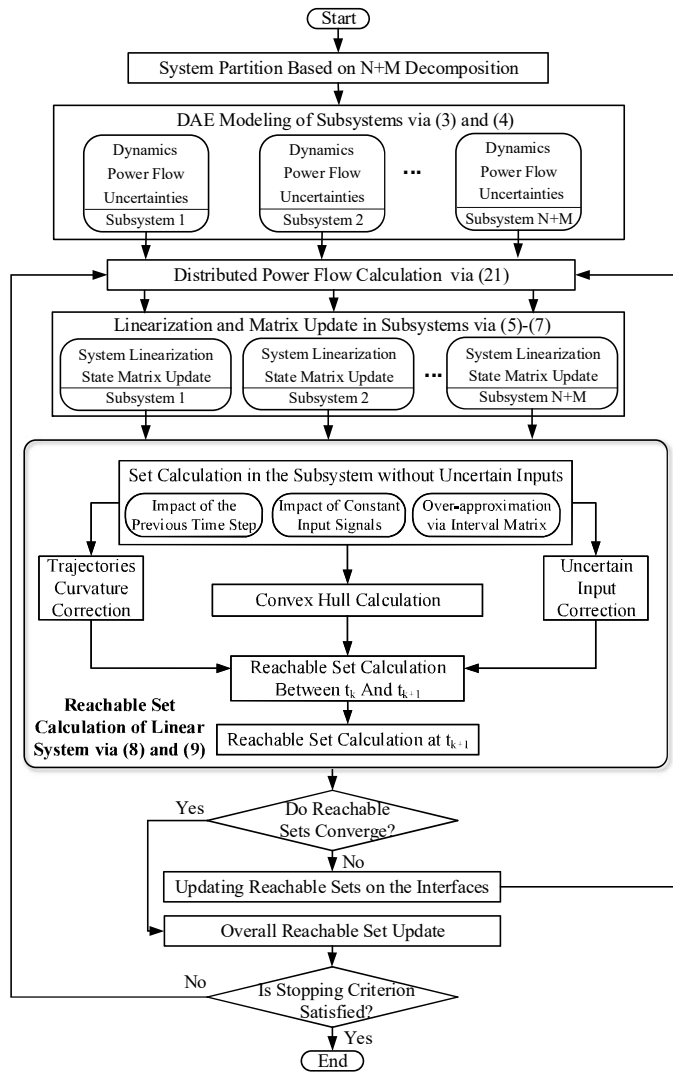 Start
System Partition Based on N+M Decomposition
DAE Modeling of Subsystems via (3) and (4)
Dynamics
Power Flow
Uncertainties
Subsystem 1
Dynamics
Power Flow
Uncertainties
Subsystem 2
...
Dynamics
Power Flow
Uncertainties
Subsystem N+M
Distributed Power Flow Calculation via (21)
Linearization and Matrix Update in Subsystems via (5)-(7)
System Linearization
State Matrix Update
Subsystem 1
System Linearization
State Matrix Update
Subsystem 2
...
System Linearization
State Matrix Update
Subsystem N+M
Set Calculation in the Subsystem without Uncertain Inputs
Impact of the
Previous Time Step
Impact of Constant
Input Signals
Over-approximation
via Interval Matrix
Trajectories
Curvature
Correction
Convex Hull Calculation
Uncertain
Input
Correction
Reachable Set Calculation
Between t_k And t_{k+1}
Reachable Set
Calculation of Linear
System via (8) and (9)
Reachable Set Calculation at t_{k+1}
Do Reachable
Sets Converge?
Yes
No
Updating Reachable Sets on the Interfaces
Overall Reachable Set Update
Is Stopping Criterion
Satisfied?
No
Yes
End